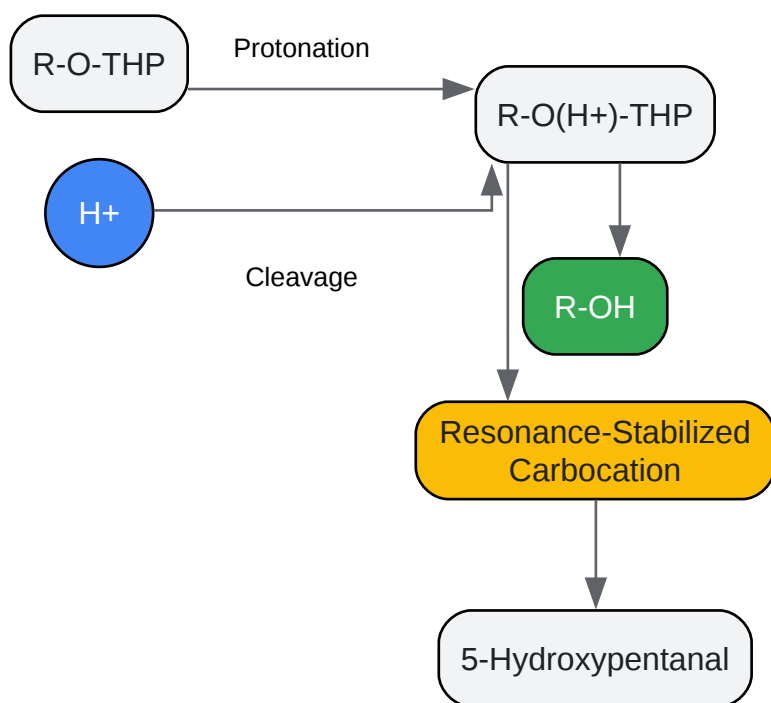 R-O-THP
Protonation
R-O(H+)-THP
H+
Cleavage
R-OH
Resonance-Stabilized
Carbocation
5-Hydroxypentanal